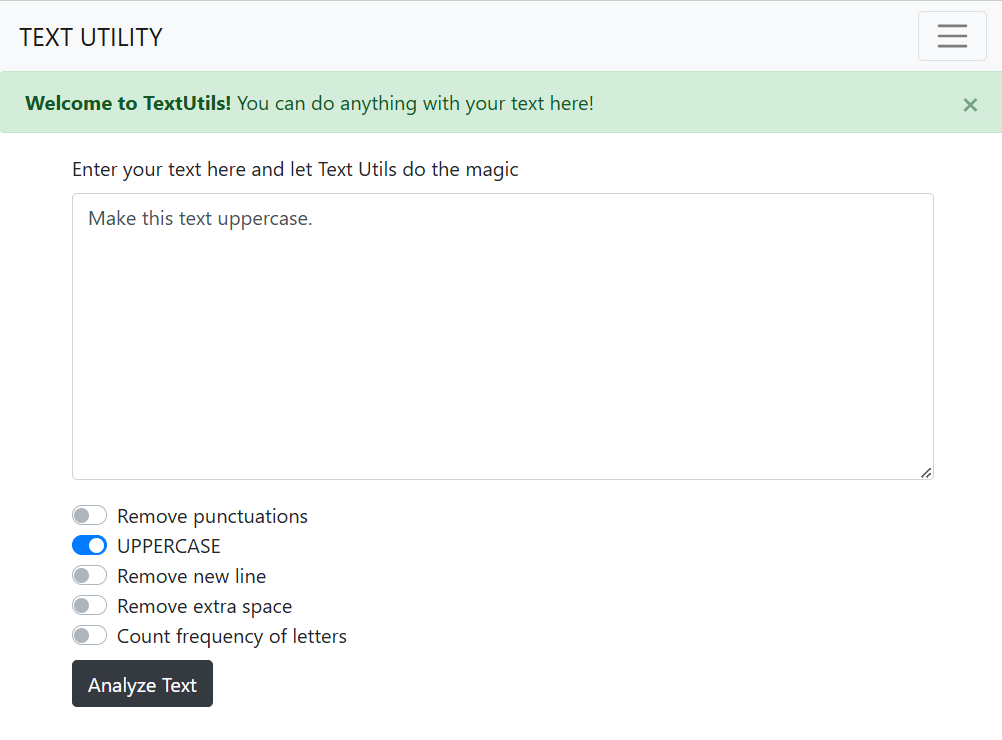 TEXT UTILITY
Welcome to TextUtils! You can do anything with your text here!
×
Enter your text here and let Text Utils do the magic
Make this text uppercase.
Remove punctuations
UPPERCASE
Remove new line
Remove extra space
Count frequency of letters
Analyze Text